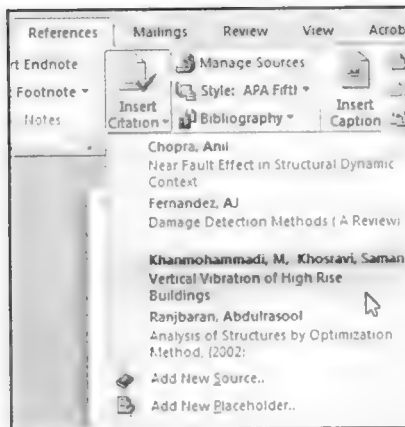 References Mailings Review View Acrob
rt Endnote
Footnote
Notes
Insert
Citation
Manage Sources
Style: APA Fiftl
Bibliography
Insert
Caption
Chopra, Anil
Near Fault Effect in Structural Dynamic
Context
Fernandez, AJ
Damage Detection Methods ( A Review)
Khanmohammadi, M, Khosravi, Saman
Vertical Vibration of High Rise
Buildings
Ranjbaran, Abdulrasool
Analysis of Structures by Optimization
Method, (2002:
Add New Source..
Add New Placeholder..